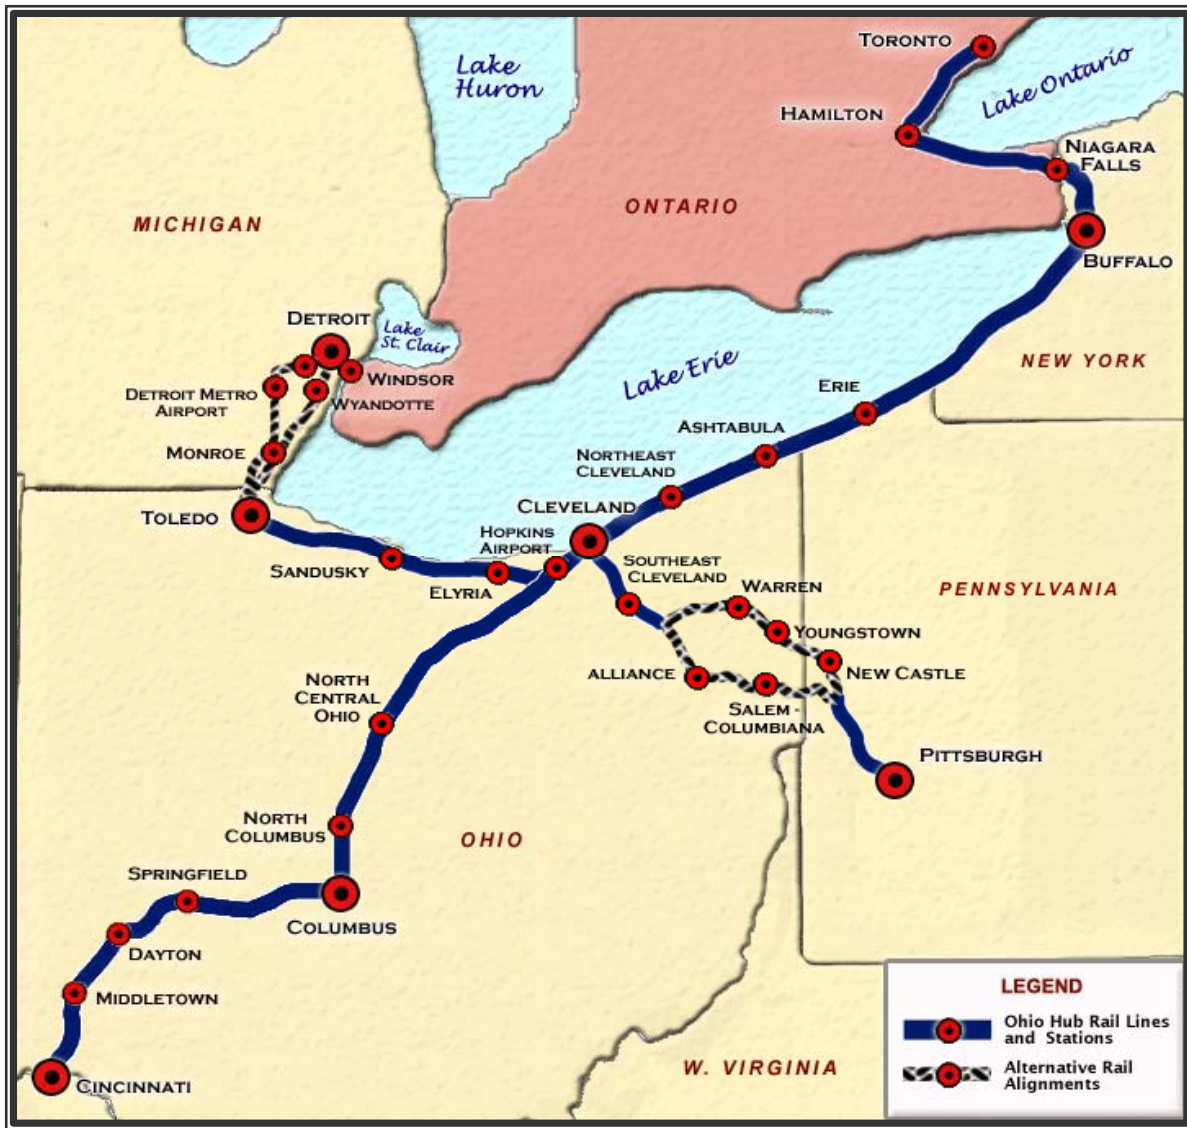 TORONTO
Lake
Huron
Lake Ontario
HAMILTON
NIAGARA
FALLS
ONTARIO
MICHIGAN
BUFFALO
DETROIT
Lake
St. Clair
Lake Erie
NEW YORK
WINDSOR
DETROIT METRO
AIRPORT
WYANDOTTE
ERIE
ASHTABULA
MONROE
NORTHEAST
CLEVELAND
CLEVELAND
TOLEDO
HOPKINS
AIRPORT
SANDUSKY
ELYRIA
SOUTHEAST
CLEVELAND
WARREN
PENNSYLVANIA
YOUNGSTOWN
ALLIANCE
NEW CASTLE
NORTH
CENTRAL
OHIO
SALEM -
COLUMBIANA
PITTSBURGH
NORTH
COLUMBUS
OHIO
SPRINGFIELD
COLUMBUS
DAYTON
MIDDLETOWN
CINCINNATI
W. VIRGINIA
LEGEND
Ohio Hub Rail Lines
and Stations
Alternative Rail
Alignments